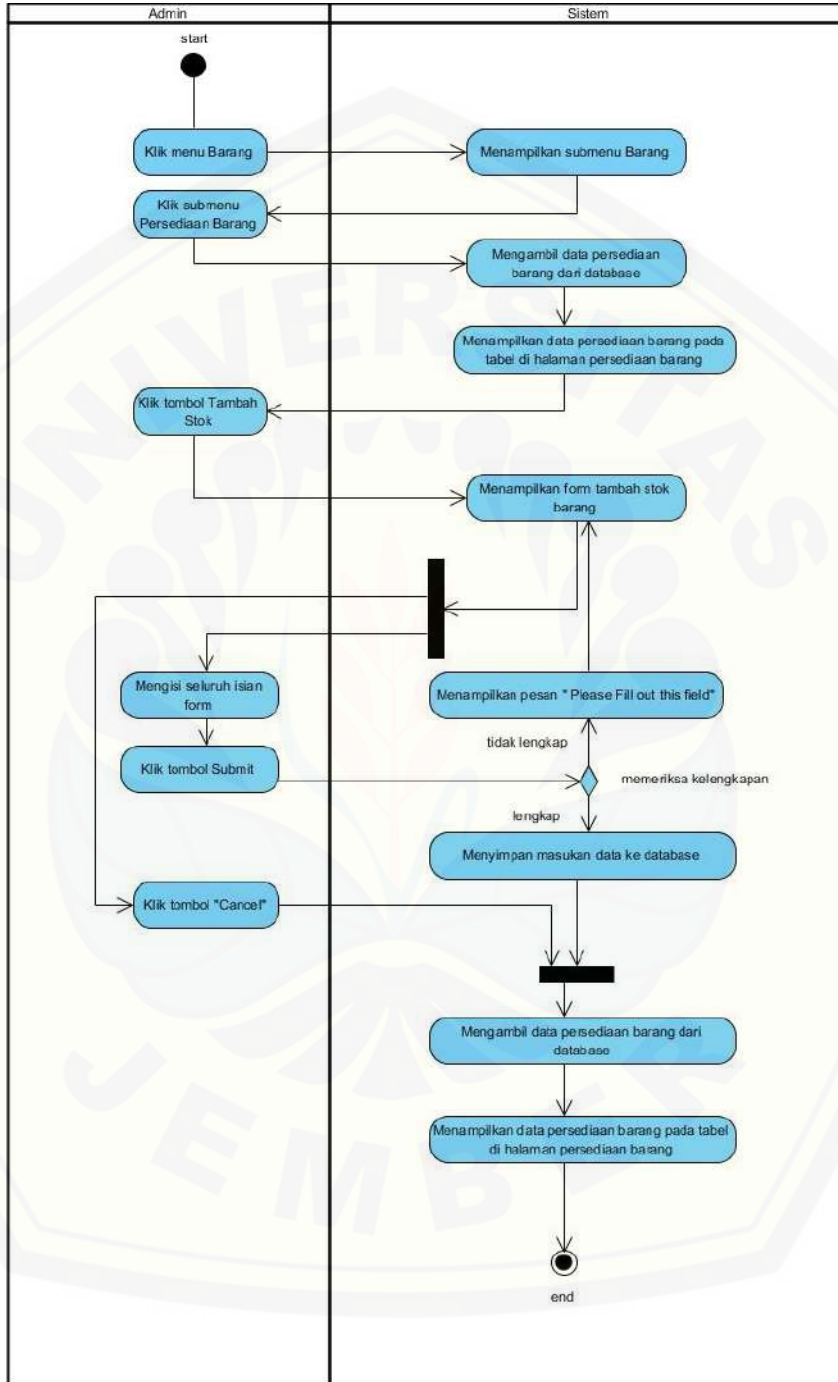 Admin
Sistem
start
Klik menu Barang
Menampilkan submenu Barang
Klik submenu
Persediaan Barang
Mengambil data persediaan
barang dari database
Menampilkan data persediaan barang pada
tabel di halaman persediaan barang
Klik tombol Tambah
Stok
Menampilkan form tambah stok
barang
Mengisi seluruh isian
form
Menampilkan pesan " Please Fill out this field"
tidak lengkap
Klik tombol Submit
memeriksa kelengkapan
lengkap
Menyimpan masukan data ke database
Klik tombol "Cancel"
Mengambil data persediaan barang dari
database
Menampilkan data persediaan barang pada tabel
di halaman persediaan barang
end
UNIVERSITAS
JEMBER